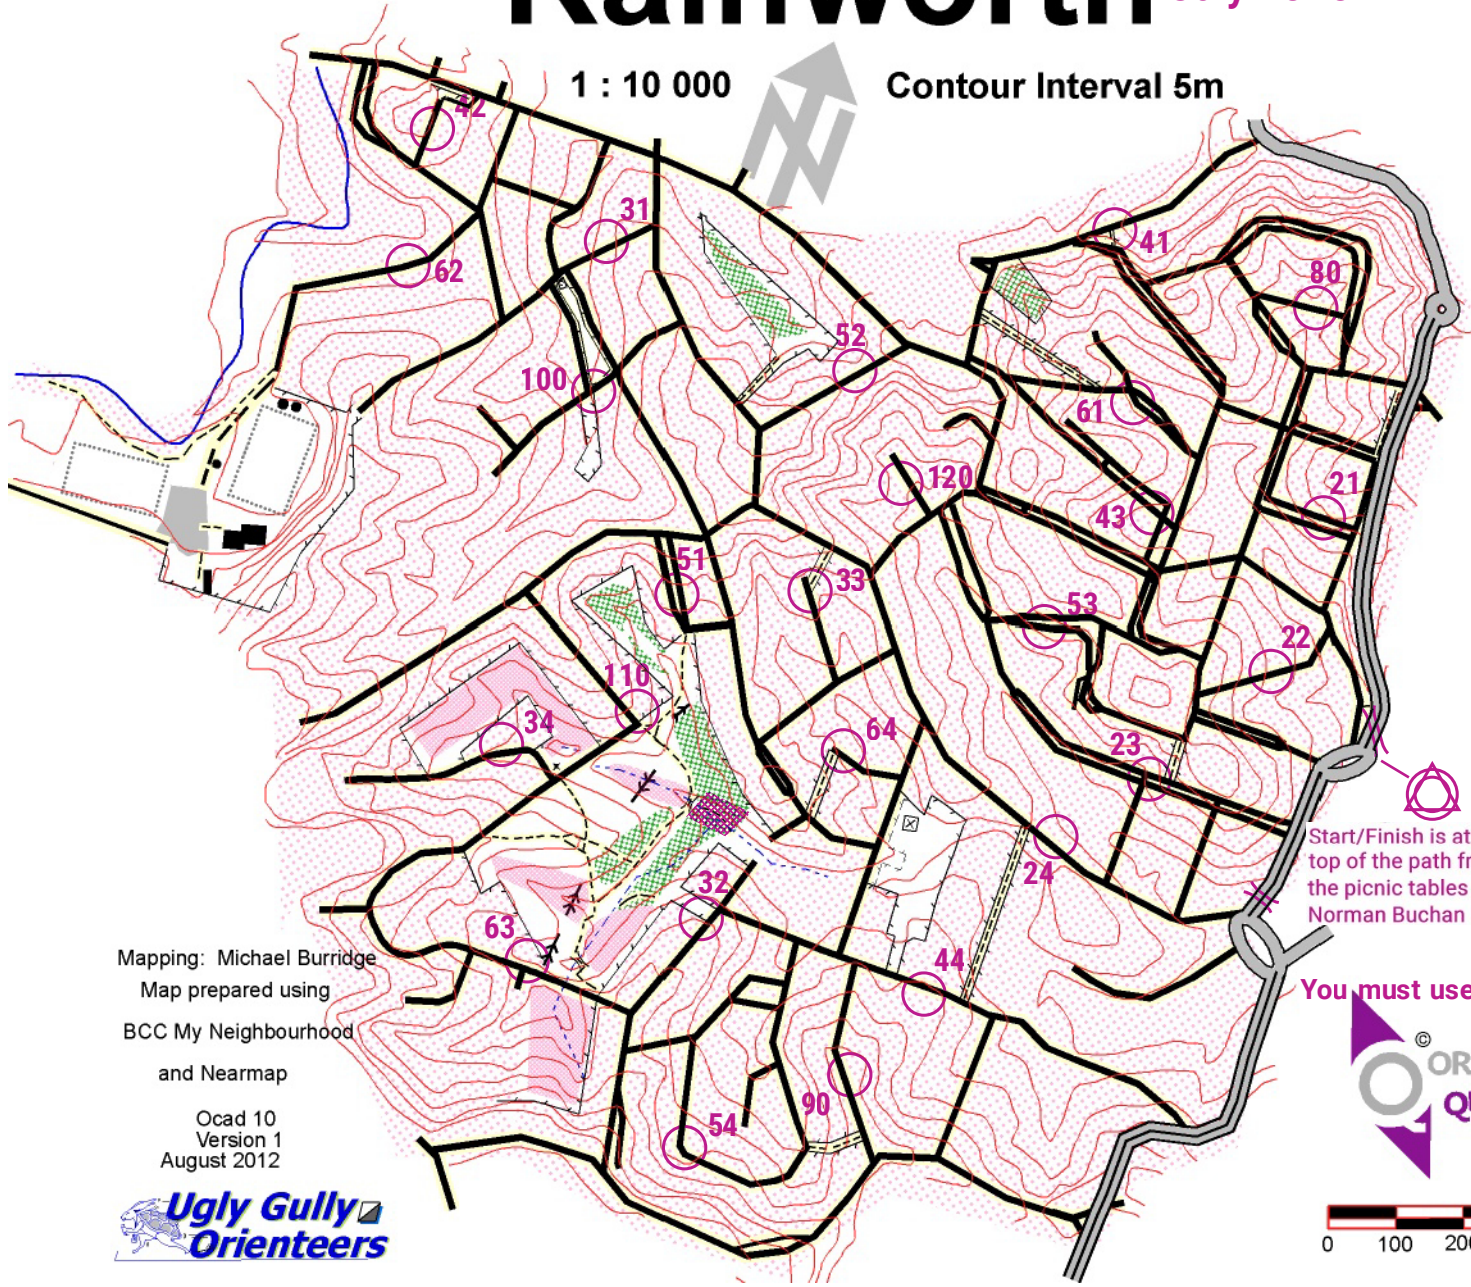 1 : 10 000
Contour Interval 5m
42
31
62
41
80
52
100
61
120
21
43
51
33
53
22
110
34
64
23
24
32
63
44
54
90
Start/Finish is at
top of the path
the picnic tables
Norman Buchan
You must use
Mapping: Michael Burridge
Map prepared using
BCC My Neighbourhood
and Nearmap
Ocad 10
Version 1
August 2012
Ugly Gully
Orienteers
©
0 100